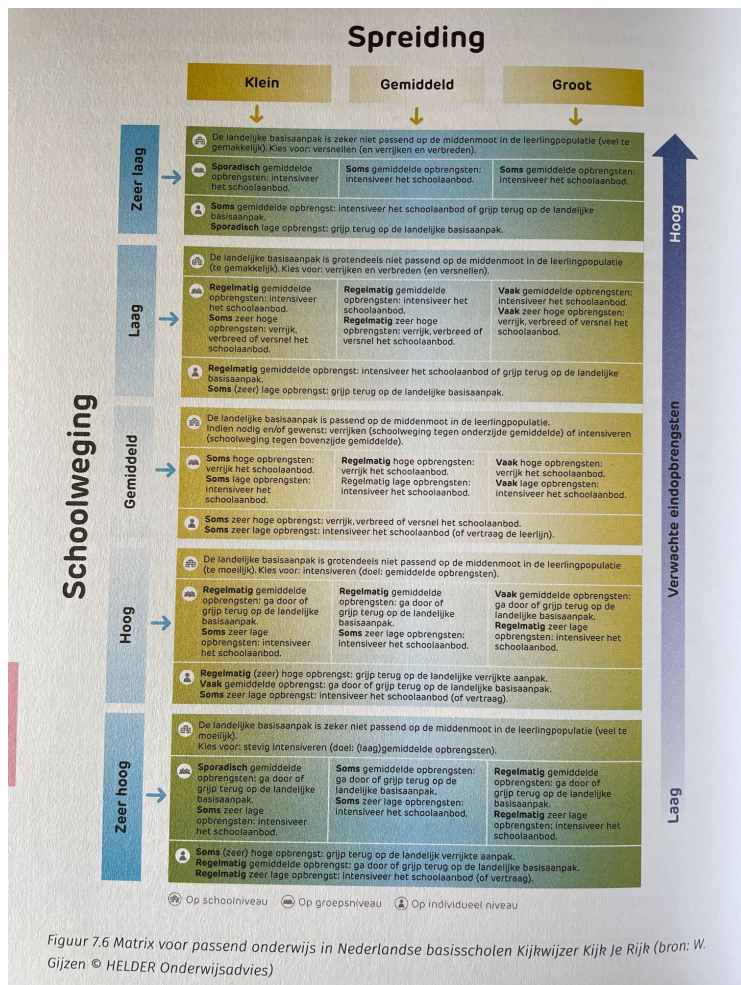 Spreiding
Klein
Gemiddeld
Groot
Schoolweging
Zeer laag
De landelijke basisaanpak is zeker niet passend op de middenmoot in de leerlingpopulatie (veel te
gemakkelijk). Kies voor: versnellen (en verrijken en verbreden).
Sporadisch gemiddelde
opbrengsten: intensiveer
het schoolaanbod.
Soms gemiddelde opbrengsten:
intensiveer het schoolaanbod.
Soms gemiddelde opbrengsten:
intensiveer het schoolaanbod.
Soms gemiddelde opbrengst: intensiveer het schoolaanbod of grijp terug op de landelijke
basisaanpak.
Sporadisch lage opbrengst: grijp terug op de landelijke basisaanpak.
Laag
De landelijke basisaanpak is grotendeels niet passend op de middenmoot in de leerlingpopulatie
(te gemakkelijk). Kies voor: verrijken en verbreden (en versnellen).
Regelmatig gemiddelde
opbrengsten: intensiveer
het schoolaanbod.
Soms zeer hoge
opbrengsten: verrijk,
verbreed of versnel het
schoolaanbod.
Regelmatig gemiddelde
opbrengsten: intensiveer het
schoolaanbod.
Regelmatig zeer hoge
opbrengsten: verrijk, verbreed of
versnel het schoolaanbod.
Vaak gemiddelde opbrengsten:
intensiveer het schoolaanbod.
Vaak zeer hoge opbrengsten:
verrijk, verbreed of versnel het
schoolaanbod.
Regelmatig gemiddelde opbrengst: intensiveer het schoolaanbod of grijp terug op de landelijke
basisaanpak.
Soms (zeer) lage opbrengst: grijp terug op de landelijke basisaanpak.
Gemiddeld
De landelijke basisaanpak is passend op de middenmoot in de leerlingpopulatie.
Indien nodig en/of gewenst: verrijken (schoolweging tegen onderzijde gemiddelde) of intensiveren
(schoolweging tegen bovenzijde gemiddelde).
Soms hoge opbrengsten:
verrijk het schoolaanbod.
Soms lage opbrengsten:
intensiveer het
schoolaanbod.
Regelmatig hoge opbrengsten:
verrijk het schoolaanbod.
Regelmatig lage opbrengsten:
intensiveer het schoolaanbod.
Vaak hoge opbrengsten:
verrijk het schoolaanbod.
Vaak lage opbrengsten:
intensiveer het schoolaanbod.
Soms zeer hoge opbrengst: verrijk, verbreed of versnel het schoolaanbod.
Soms zeer lage opbrengst: intensiveer het schoolaanbod (of vertraag de leerlijn).
Hoog
De landelijke basisaanpak is grotendeels niet passend op de middenmoot in de leerlingpopulatie
(te moeilijk). Kies voor: intensiveren (doel: gemiddelde opbrengsten).
Regelmatig gemiddelde
opbrengsten: ga door of
grijp terug op de landelijke
basisaanpak.
Soms zeer lage
opbrengsten: intensiveer
het schoolaanbod.
Regelmatig gemiddelde
opbrengsten: ga door of
grijp terug op de landelijke
basisaanpak.
Soms zeer lage opbrengsten:
intensiveer het schoolaanbod.
Vaak gemiddelde opbrengsten:
ga door of grijp terug op de
landelijke basisaanpak.
Regelmatig zeer lage
opbrengsten: intensiveer het
schoolaanbod.
Regelmatig (zeer) hoge opbrengst: grijp terug op de landelijke verrijkte aanpak.
Vaak gemiddelde opbrengst: ga door of grijp terug op de landelijke basisaanpak.
Soms zeer lage opbrengst: intensiveer het schoolaanbod (of vertraag).
Zeer hoog
De landelijke basisaanpak is zeker niet passend op de middenmoot in de leerlingpopulatie (veel te
moeilijk).
Kies voor: stevig intensiveren (doel: (laag)gemiddelde opbrengsten).
Sporadisch gemiddelde
opbrengsten: ga door of
grijp terug op de landelijke
basisaanpak.
Soms zeer lage
opbrengsten: intensiveer
het schoolaanbod.
Soms gemiddelde opbrengsten:
ga door of grijp terug op de
landelijke basisaanpak.
Soms zeer lage opbrengsten:
intensiveer het schoolaanbod.
Regelmatig gemiddelde
opbrengsten: ga door of
grijp terug op de landelijke
basisaanpak.
Regelmatig zeer lage
opbrengsten: intensiveer het
schoolaanbod.
Soms (zeer) hoge opbrengst: grijp terug op de landelijk verrijkte aanpak.
Regelmatig gemiddelde opbrengst: ga door of grijp terug op de landelijke basisaanpak.
Regelmatig zeer lage opbrengst: intensiveer het schoolaanbod (of vertraag).
Hoog
Verwachte eindopbrengsten
Laag
Op schoolniveau
Op groepsniveau
Op individueel niveau
Figuur 7.6 Matrix voor passend onderwijs in Nederlandse basisscholen Kijkwijzer Kijk Je Rijk (bron: W.
Gijzen © HELDER Onderwijsadvies)